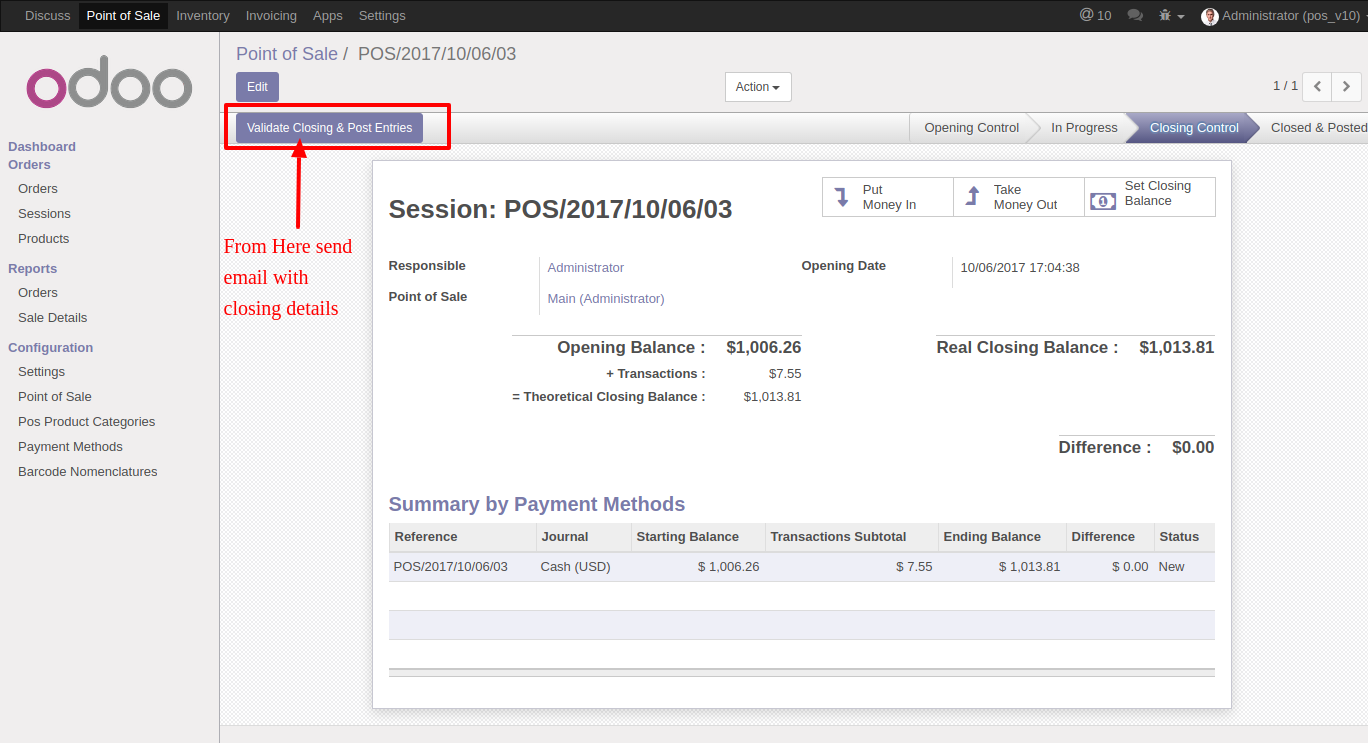 Discuss Point of Sale Inventory Invoicing Apps Settings @ 10 Administrator (pos_v10)
odoo
Dashboard
Orders
Orders
Sessions
Products
Reports
Orders
Sale Details
Configuration
Settings
Point of Sale
Pos Product Categories
Payment Methods
Barcode Nomenclatures
Point of Sale / POS/2017/10/06/03
Edit Action 1 / 1
Validate Closing & Post Entries Opening Control In Progress Closing Control Closed & Posted
From Here send
email with
closing details
Put
Money In
Take
Money Out
1
Set Closing
Balance
Session: POS/2017/10/06/03
Responsible Administrator Opening Date 10/06/2017 17:04:38
Point of Sale Main (Administrator)
Opening Balance : $1,006.26 Real Closing Balance : $1,013.81
+ Transactions : $7.55
= Theoretical Closing Balance : $1,013.81
Difference : $0.00
Summary by Payment Methods
Reference Journal Starting Balance Transactions Subtotal Ending Balance Difference Status
POS/2017/10/06/03 Cash (USD) $ 1,006.26 $ 7.55 $ 1,013.81 $ 0.00 New